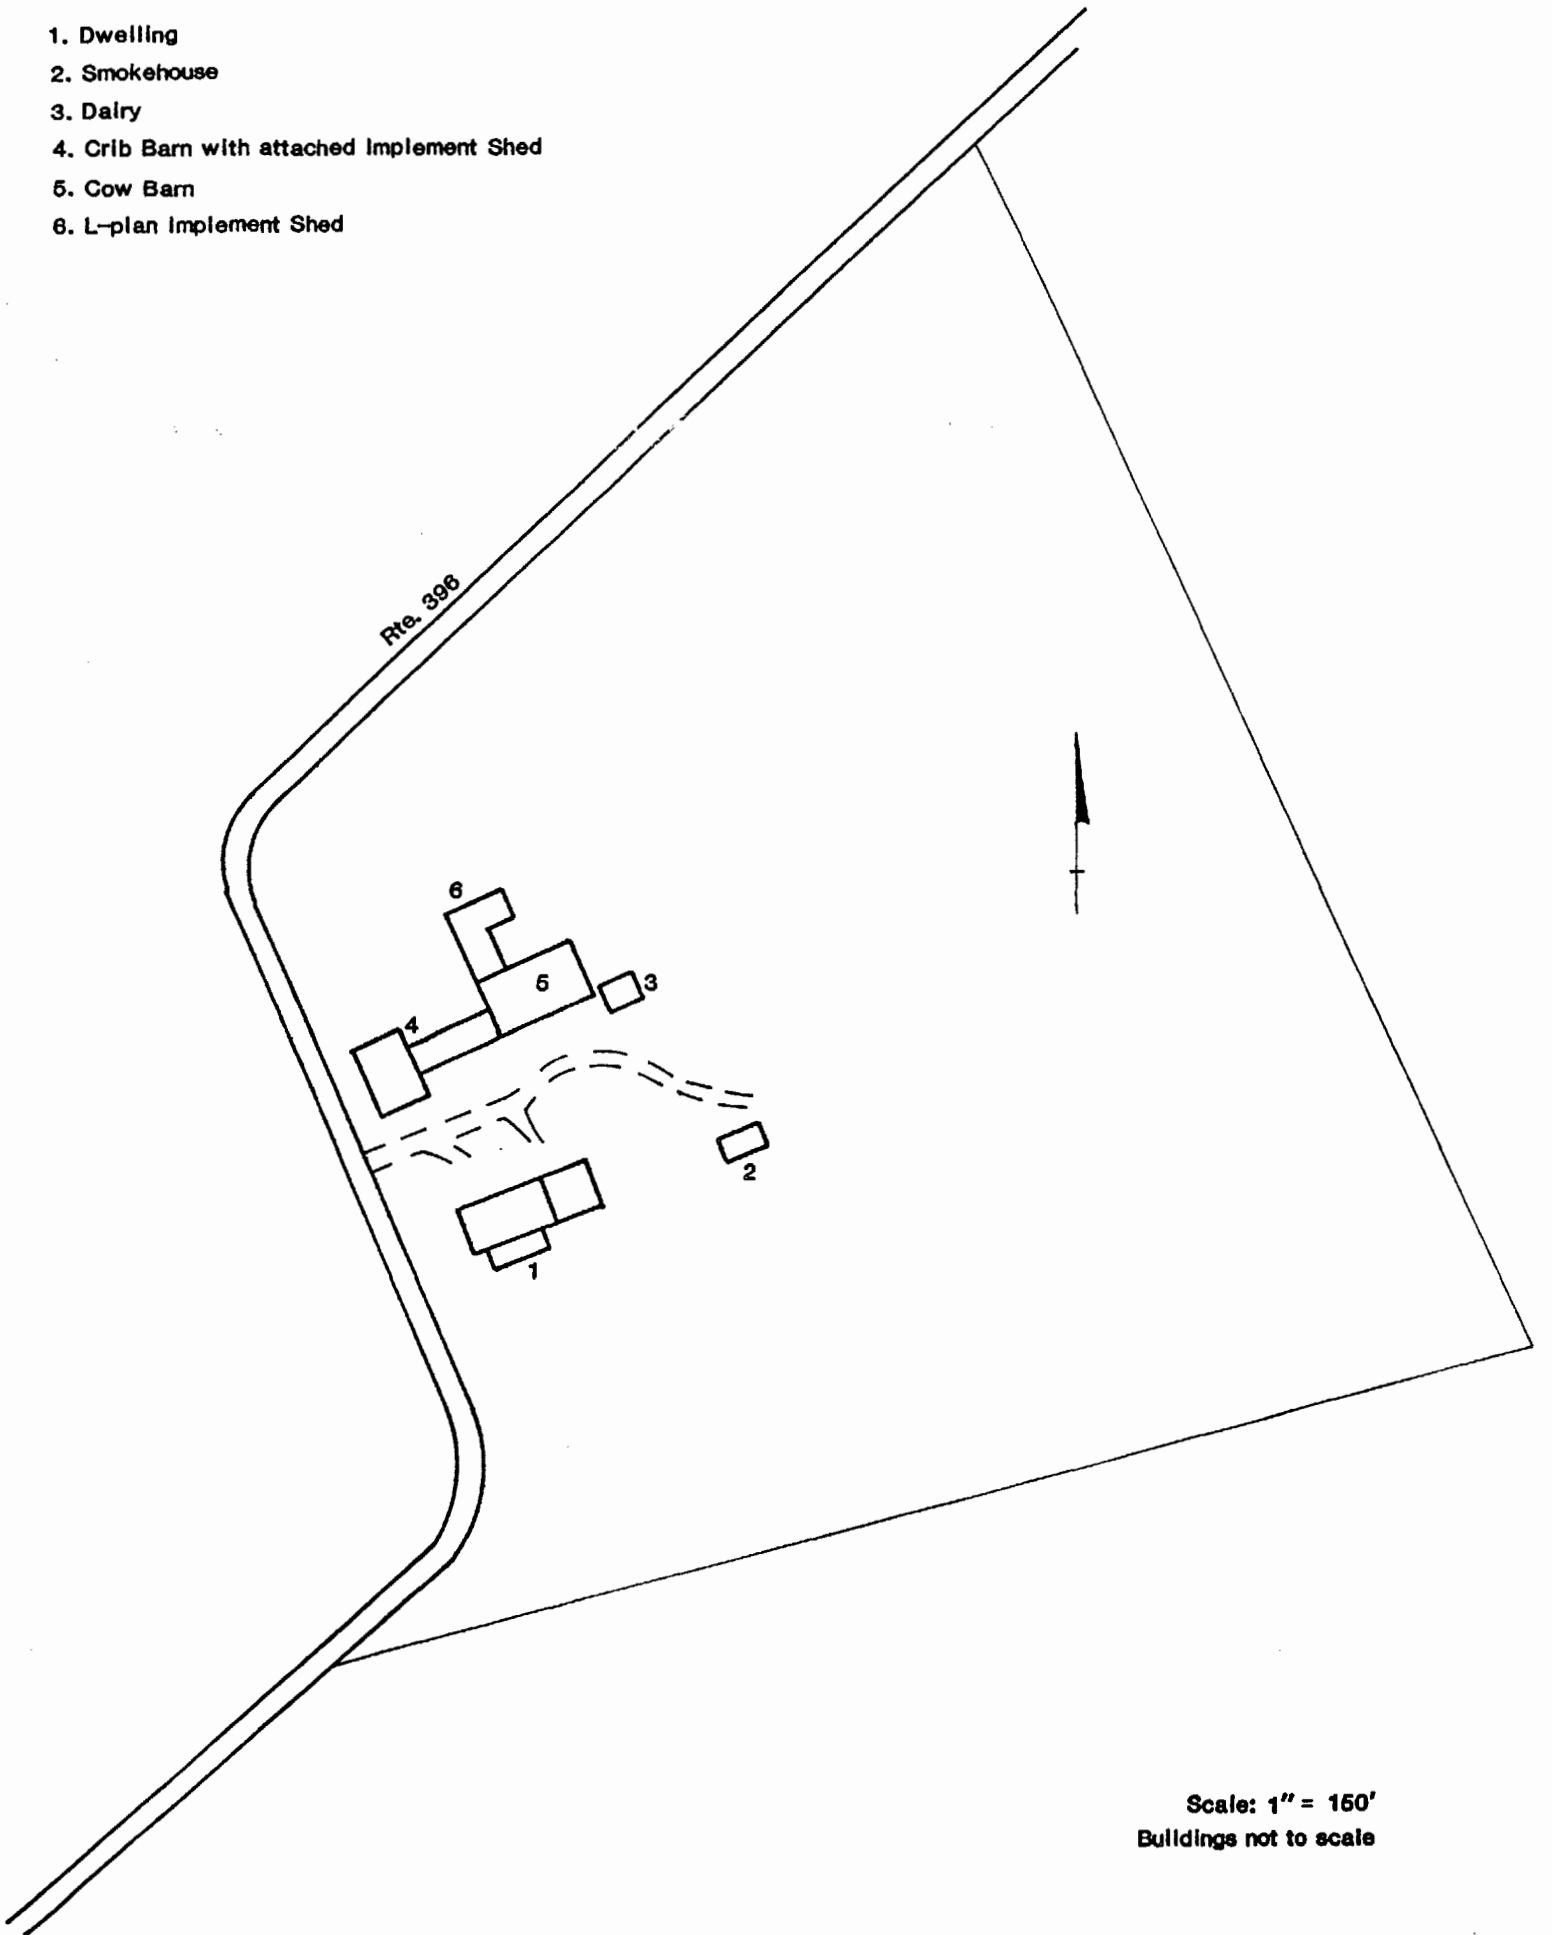 1. Dwelling
2. Smokehouse
3. Dairy
4. Crib Barn with attached Implement Shed
5. Cow Barn
6. L-plan Implement Shed
Rte. 396
6
5
3
4
2
1
Scale: 1" = 150'
Buildings not to scale